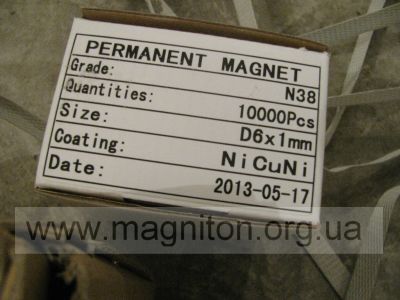 PERMANENT MAGNET
Grade: N38
Quantities: 10000Pcs
Size: D6x1mm
Coating: NiCuNi
Date: 2013-05-17
www.magniton.org.ua